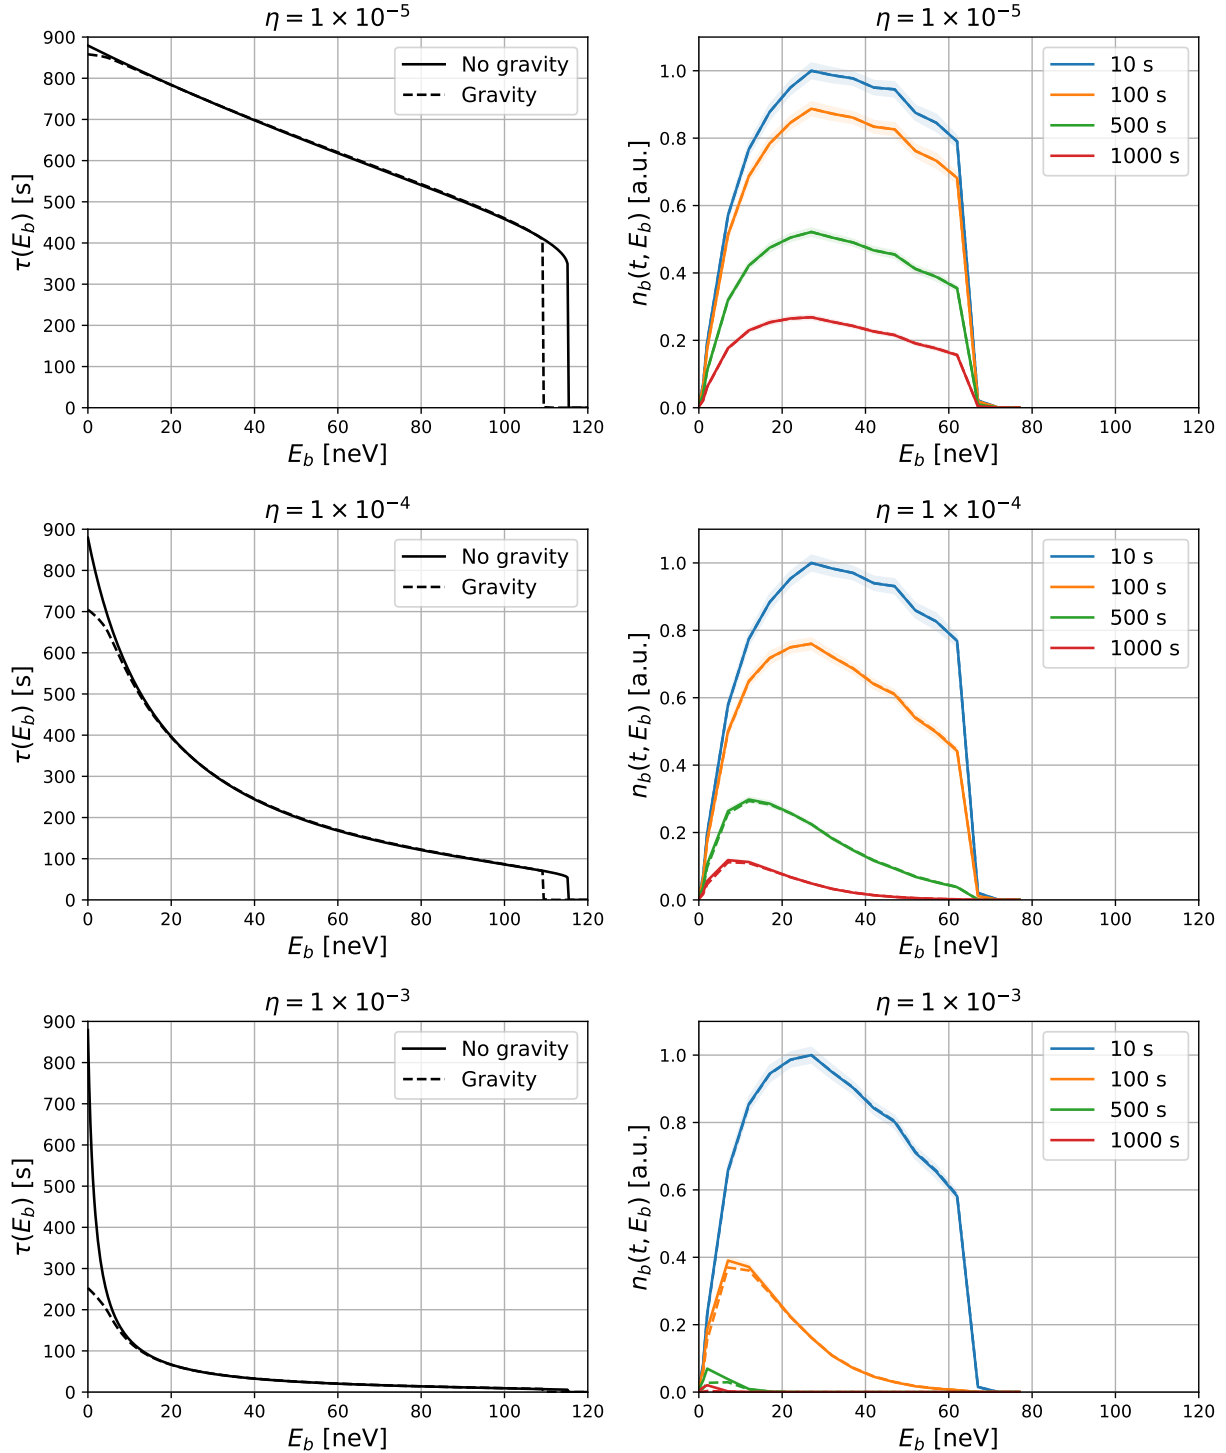 η = 1 × 10⁻⁵
900
800
700
600
500
400
300
200
100
0
τ(E_b) [s]
No gravity
Gravity
0 20 40 60 80 100 120
E_b [neV]
η = 1 × 10⁻⁵
1.0
0.8
0.6
0.4
0.2
0.0
n_b(t, E_b) [a.u.]
10 s
100 s
500 s
1000 s
0 20 40 60 80 100 120
E_b [neV]
η = 1 × 10⁻⁴
900
800
700
600
500
400
300
200
100
0
τ(E_b) [s]
No gravity
Gravity
0 20 40 60 80 100 120
E_b [neV]
η = 1 × 10⁻⁴
1.0
0.8
0.6
0.4
0.2
0.0
n_b(t, E_b) [a.u.]
10 s
100 s
500 s
1000 s
0 20 40 60 80 100 120
E_b [neV]
η = 1 × 10⁻³
900
800
700
600
500
400
300
200
100
0
τ(E_b) [s]
No gravity
Gravity
0 20 40 60 80 100 120
E_b [neV]
η = 1 × 10⁻³
1.0
0.8
0.6
0.4
0.2
0.0
n_b(t, E_b) [a.u.]
10 s
100 s
500 s
1000 s
0 20 40 60 80 100 120
E_b [neV]